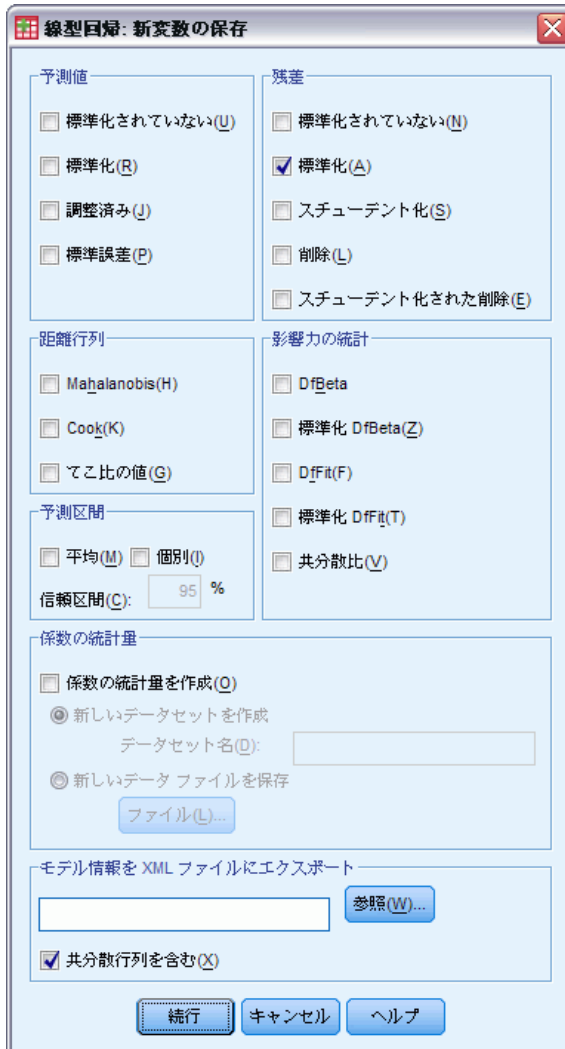 線型回帰: 新変数の保存
予測値
標準化されていない(U)
標準化(R)
調整済み(J)
標準誤差(P)
残差
標準化されていない(N)
標準化(A)
スチューデント化(S)
削除(L)
スチューデント化された削除(E)
距離行列
Mahalanobis(H)
Cook(K)
てこ比の値(G)
影響力の統計
DfBeta
標準化 DfBeta(Z)
DfFit(F)
標準化 DfFit(T)
共分散比(V)
予測区間
平均(M) 個別(I)
信頼区間(C): 95 %
係数の統計量
係数の統計量を作成(O)
新しいデータセットを作成
データセット名(D):
新しいデータ ファイルを保存
ファイル(L)...
モデル情報を XML ファイルにエクスポート
参照(W)...
共分散行列を含む(X)
続行 キャンセル ヘルプ